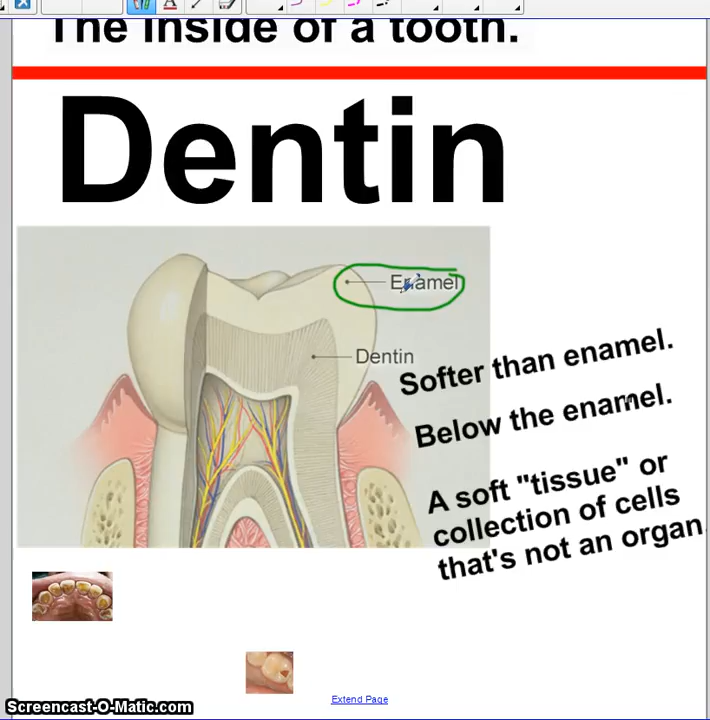 The inside of a tooth.
Dentin
Enamel
Dentin
Softer than enamel.
Below the enamel.
A soft "tissue" or
collection of cells
that's not an organ
Extend Page
Screencast-O-Matic.com